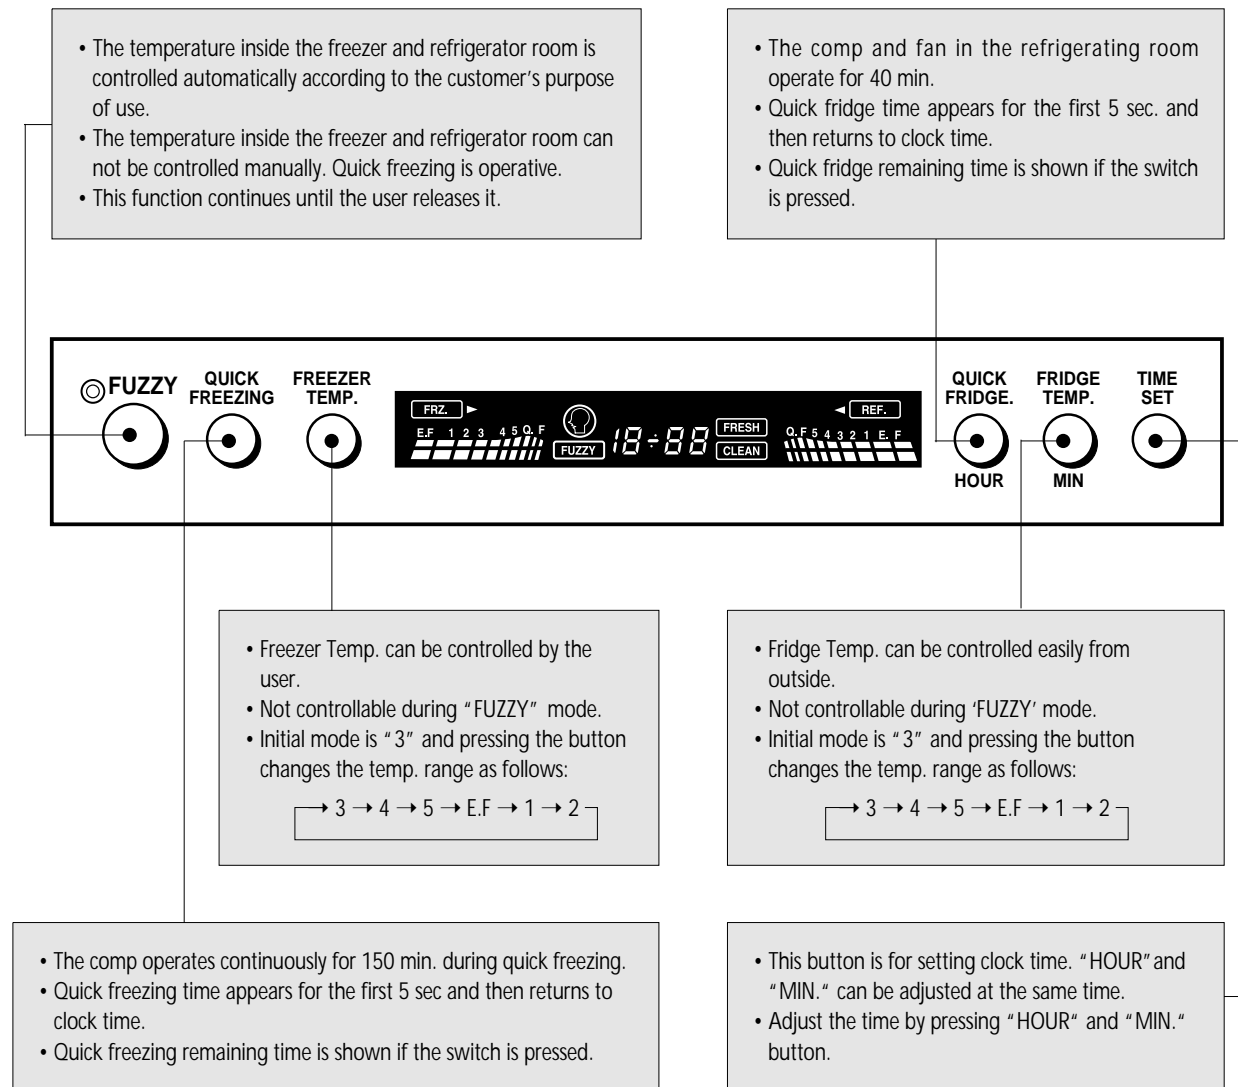 • The temperature inside the freezer and refrigerator room is
controlled automatically according to the customer's purpose
of use.
• The temperature inside the freezer and refrigerator room can
not be controlled manually. Quick freezing is operative.
• This function continues until the user releases it.
• The comp and fan in the refrigerating room
operate for 40 min.
• Quick fridge time appears for the first 5 sec. and
then returns to clock time.
• Quick fridge remaining time is shown if the switch
is pressed.
FUZZY
QUICK
FREEZING
FREEZER
TEMP.
FRZ. ►
E.F 1 2 3 4 5 Q. F
FUZZY
18÷88
FRESH
CLEAN
◄ REF.
Q. F 5 4 3 2 1 E. F
QUICK
FRIDGE.
HOUR
FRIDGE
TEMP.
MIN
TIME
SET
• Freezer Temp. can be controlled by the
user.
• Not controllable during “FUZZY” mode.
• Initial mode is “3” and pressing the button
changes the temp. range as follows:
→ 3 → 4 → 5 → E.F → 1 → 2
• Fridge Temp. can be controlled easily from
outside.
• Not controllable during ‘FUZZY’ mode.
• Initial mode is “3” and pressing the button
changes the temp. range as follows:
→ 3 → 4 → 5 → E.F → 1 → 2
• The comp operates continuously for 150 min. during quick freezing.
• Quick freezing time appears for the first 5 sec and then returns to
clock time.
• Quick freezing remaining time is shown if the switch is pressed.
• This button is for setting clock time. “HOUR”and
“MIN.“ can be adjusted at the same time.
• Adjust the time by pressing “HOUR“ and “MIN.“
button.